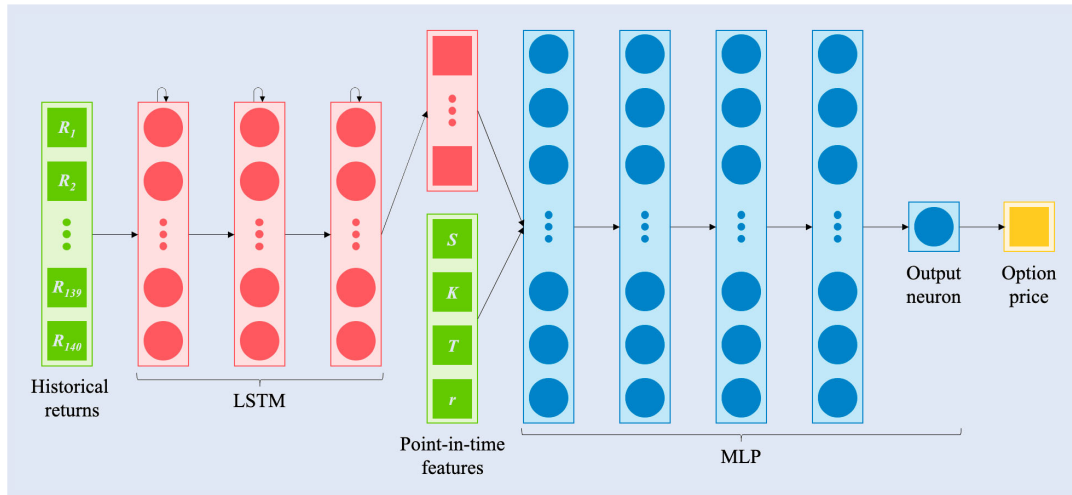 R1
R2
R139
R140
Historical
returns
LSTM
S
K
T
r
Point-in-time
features
MLP
Output
neuron
Option
price